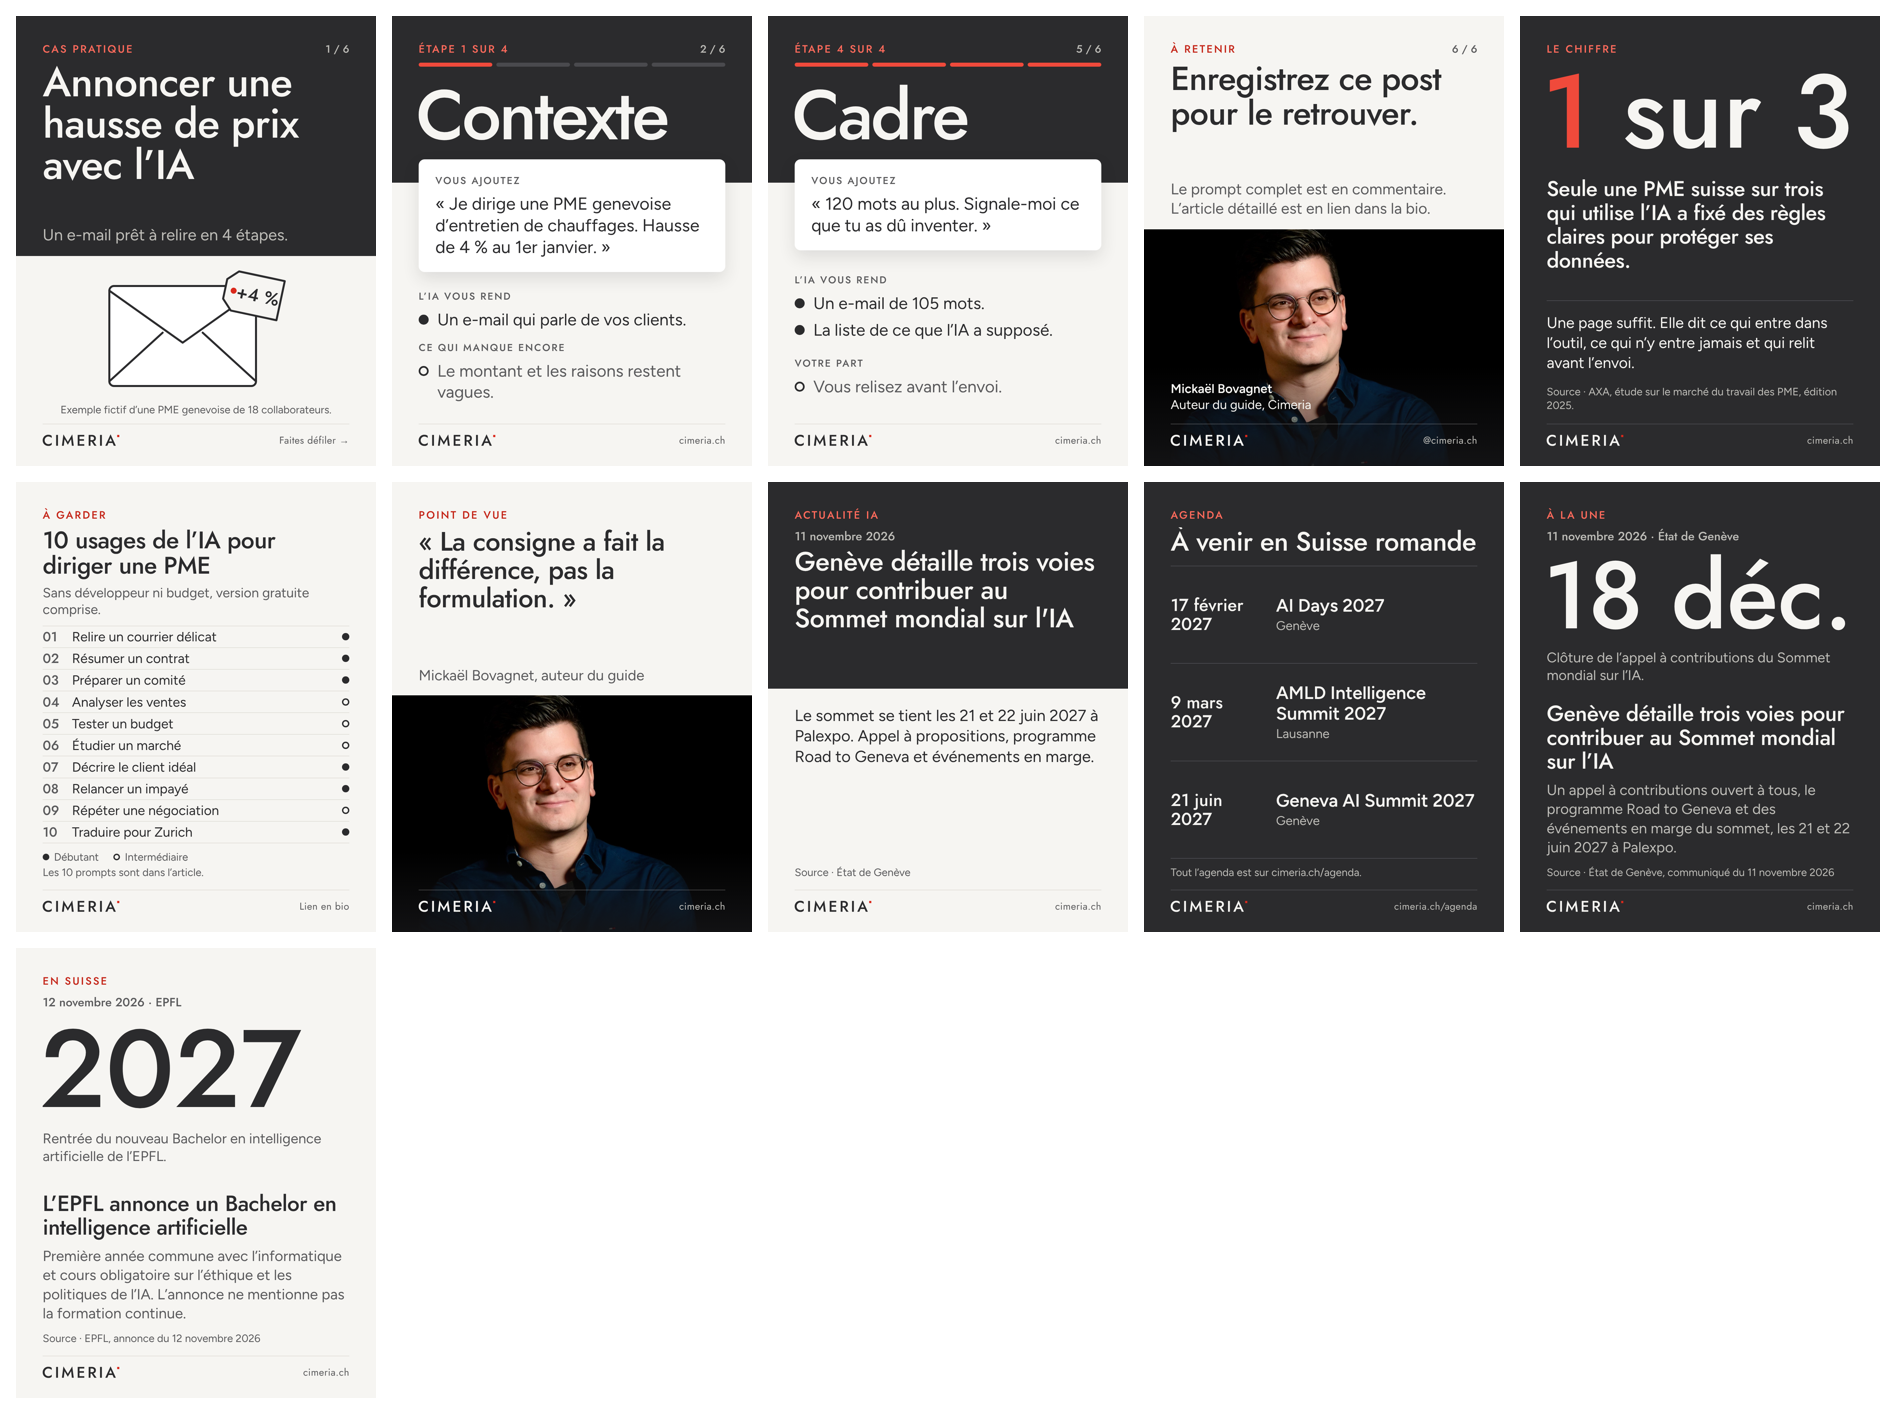 CAS PRATIQUE
1 / 6
Annoncer une
hausse de prix
avec l’IA
Un e-mail prêt à relire en 4 étapes.
+4 %
Exemple fictif d’une PME genevoise de 18 collaborateurs.
CIMERIA
Faites défiler →
ÉTAPE 1 SUR 4
2 / 6
Contexte
VOUS AJOUTEZ
« Je dirige une PME genevoise
d’entretien de chauffages. Hausse
de 4 % au 1er janvier. »
L’IA VOUS REND
Un e-mail qui parle de vos clients.
CE QUI MANQUE ENCORE
Le montant et les raisons restent
vagues.
CIMERIA
cimeria.ch
ÉTAPE 4 SUR 4
5 / 6
Cadre
VOUS AJOUTEZ
« 120 mots au plus. Signale-moi ce
que tu as dû inventer. »
L’IA VOUS REND
Un e-mail de 105 mots.
La liste de ce que l’IA a supposé.
VOTRE PART
Vous relisez avant l’envoi.
CIMERIA
cimeria.ch
À RETENIR
6 / 6
Enregistrez ce post
pour le retrouver.
Le prompt complet est en commentaire.
L’article détaillé est en lien dans la bio.
Mickaël Bovagnet
Auteur du guide, Cimeria
CIMERIA
@cimeria.ch
LE CHIFFRE
1 sur 3
Seule une PME suisse sur trois
qui utilise l’IA a fixé des règles
claires pour protéger ses
données.
Une page suffit. Elle dit ce qui entre dans
l’outil, ce qui n’y entre jamais et qui relit
avant l’envoi.
Source · AXA, étude sur le marché du travail des PME, édition
2025.
CIMERIA
cimeria.ch
À GARDER
10 usages de l’IA pour
diriger une PME
Sans développeur ni budget, version gratuite
comprise.
01 Relire un courrier délicat
02 Résumer un contrat
03 Préparer un comité
04 Analyser les ventes
05 Tester un budget
06 Étudier un marché
07 Décrire le client idéal
08 Relancer un impayé
09 Répéter une négociation
10 Traduire pour Zurich
Débutant Intermédiaire
Les 10 prompts sont dans l’article.
CIMERIA
Lien en bio
POINT DE VUE
« La consigne a fait la
différence, pas la
formulation. »
Mickaël Bovagnet, auteur du guide
CIMERIA
cimeria.ch
ACTUALITÉ IA
11 novembre 2026
Genève détaille trois voies
pour contribuer au
Sommet mondial sur l'IA
Le sommet se tient les 21 et 22 juin 2027 à
Palexpo. Appel à propositions, programme
Road to Geneva et événements en marge.
Source · État de Genève
CIMERIA
cimeria.ch
AGENDA
À venir en Suisse romande
17 février
2027
AI Days 2027
Genève
9 mars
2027
AMLD Intelligence
Summit 2027
Lausanne
21 juin
2027
Geneva AI Summit 2027
Genève
Tout l’agenda est sur cimeria.ch/agenda.
CIMERIA
cimeria.ch/agenda
À LA UNE
11 novembre 2026 · État de Genève
18 déc.
Clôture de l’appel à contributions du Sommet
mondial sur l’IA.
Genève détaille trois voies pour
contribuer au Sommet mondial
sur l’IA
Un appel à contributions ouvert à tous, le
programme Road to Geneva et des
événements en marge du sommet, les 21 et 22
juin 2027 à Palexpo.
Source · État de Genève, communiqué du 11 novembre 2026
CIMERIA
cimeria.ch
EN SUISSE
12 novembre 2026 · EPFL
2027
Rentrée du nouveau Bachelor en intelligence
artificielle de l’EPFL.
L’EPFL annonce un Bachelor en
intelligence artificielle
Première année commune avec l’informatique
et cours obligatoire sur l’éthique et les
politiques de l’IA. L’annonce ne mentionne pas
la formation continue.
Source · EPFL, annonce du 12 novembre 2026
CIMERIA
cimeria.ch